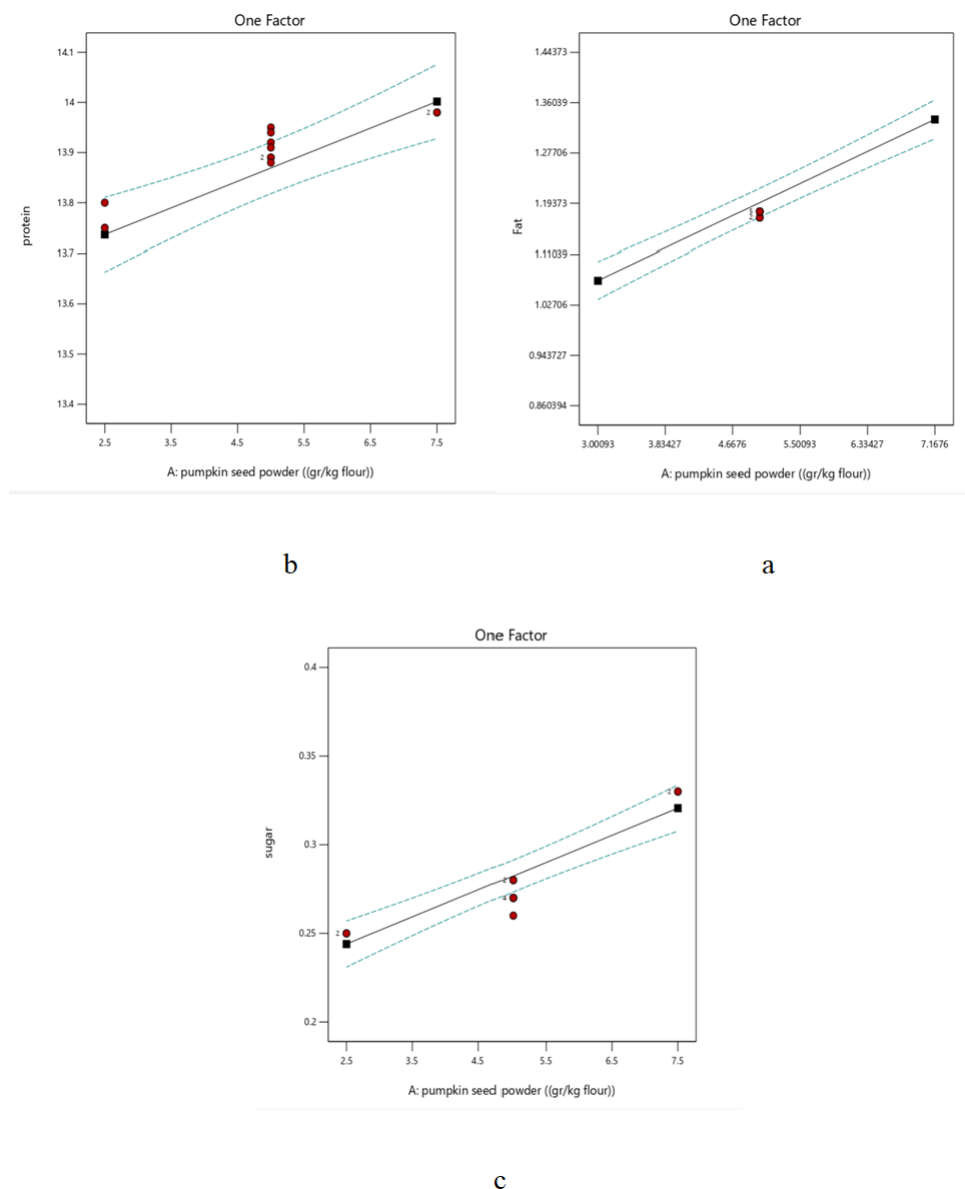 One Factor
14.1
14
13.9
13.8
13.7
13.6
13.5
13.4
protein
2
2
2.5 3.5 4.5 5.5 6.5 7.5
A: pumpkin seed powder ((gr/kg flour))
b
One Factor
1.44373
1.36039
1.27706
1.19373
1.11039
1.02706
0.943727
0.860394
Fat
3.00093 3.83427 4.6676 5.50093 6.33427 7.1676
A: pumpkin seed powder ((gr/kg flour))
a
One Factor
0.4
0.35
0.3
0.25
0.2
sugar
2
2
4
2
2.5 3.5 4.5 5.5 6.5 7.5
A: pumpkin seed powder ((gr/kg flour))
c